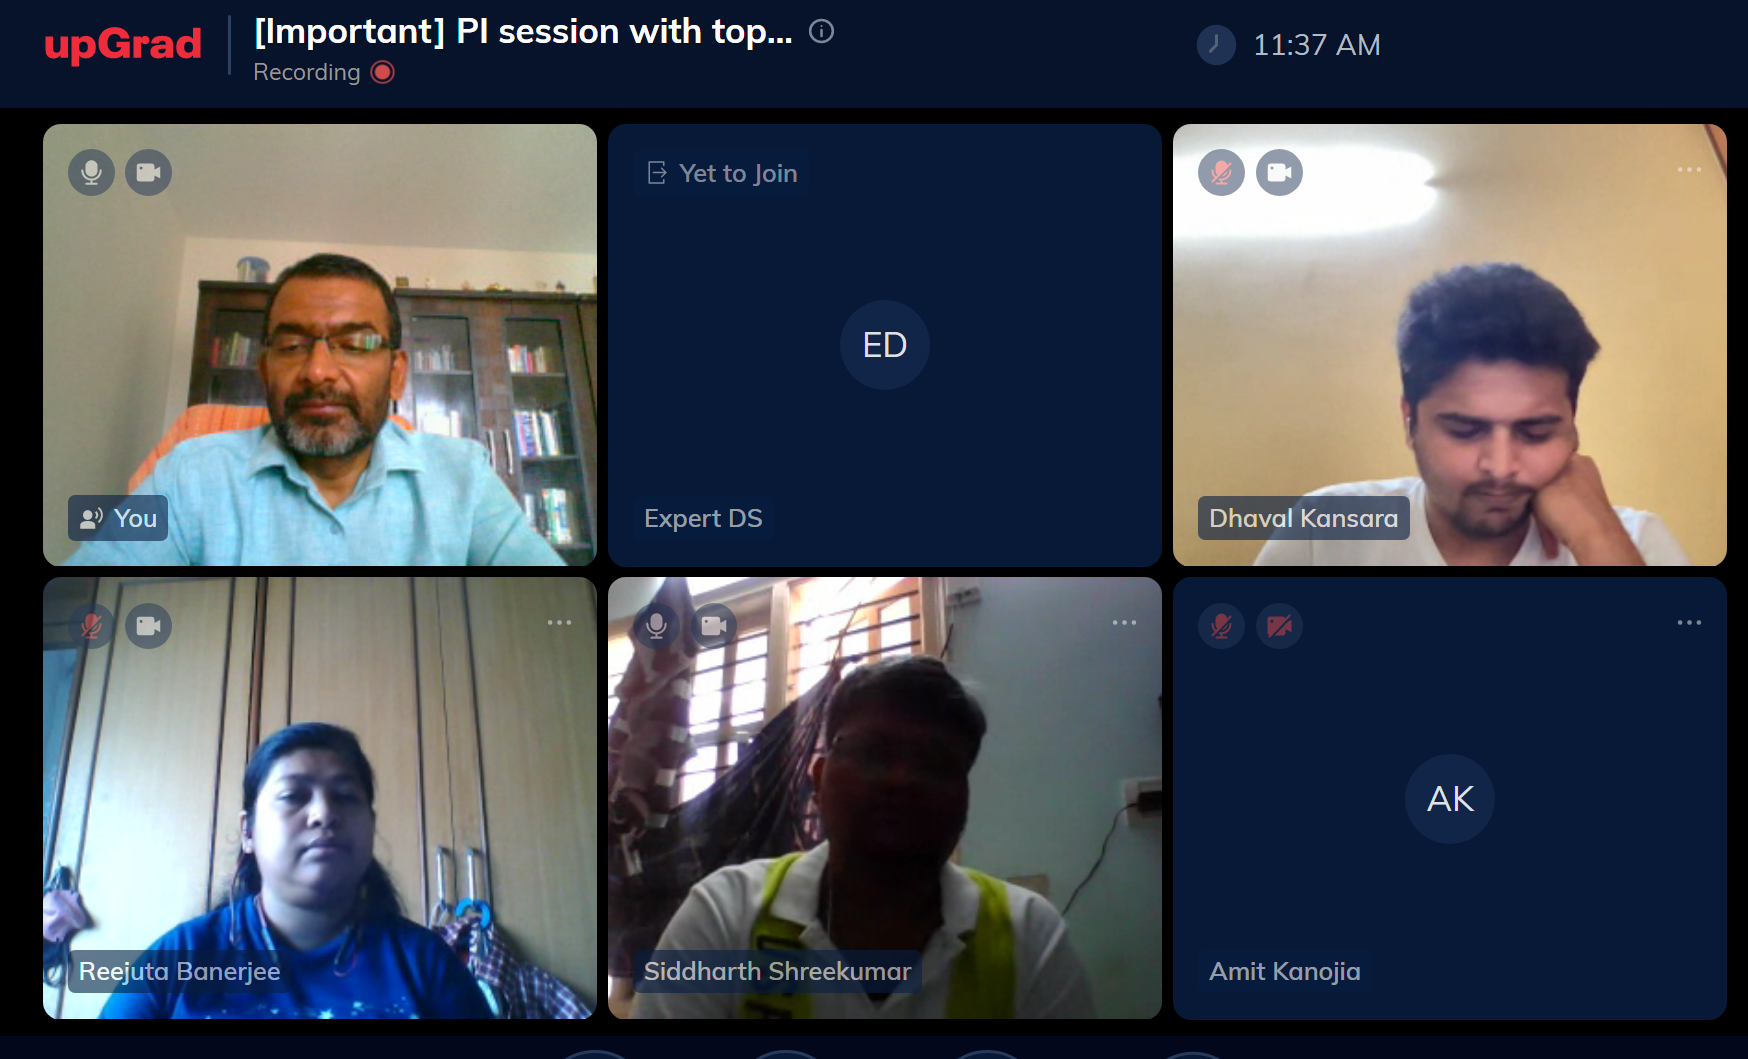 upGrad
[Important] PI session with top...
Recording
11:37 AM
You
Yet to Join
ED
Expert DS
Dhaval Kansara
Reejuta Banerjee
Siddharth Shreekumar
AK
Amit Kanojia